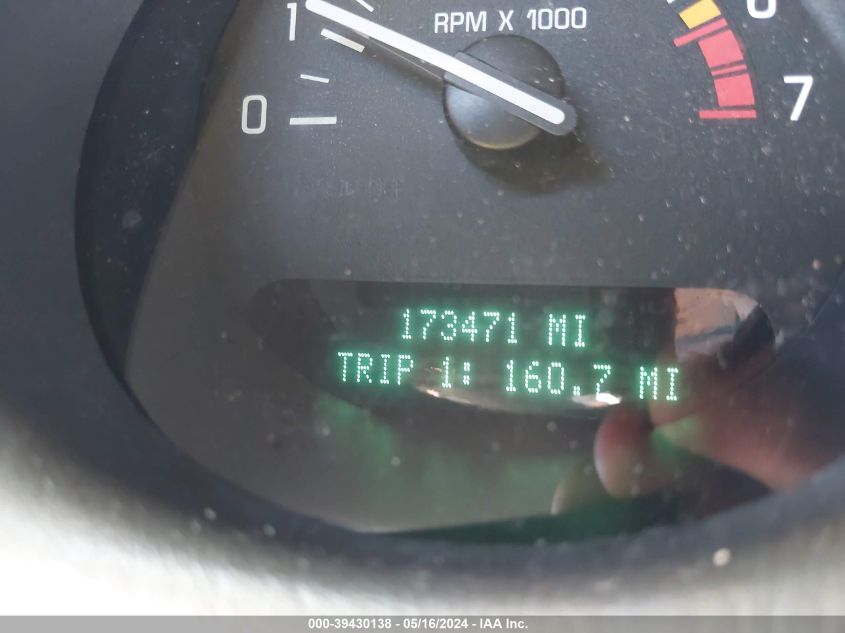 RPM X 1000
1
0
6
7
173471 MI
TRIP 1: 160.7 MI
000-39430138 - 05/16/2024 - IAA Inc.